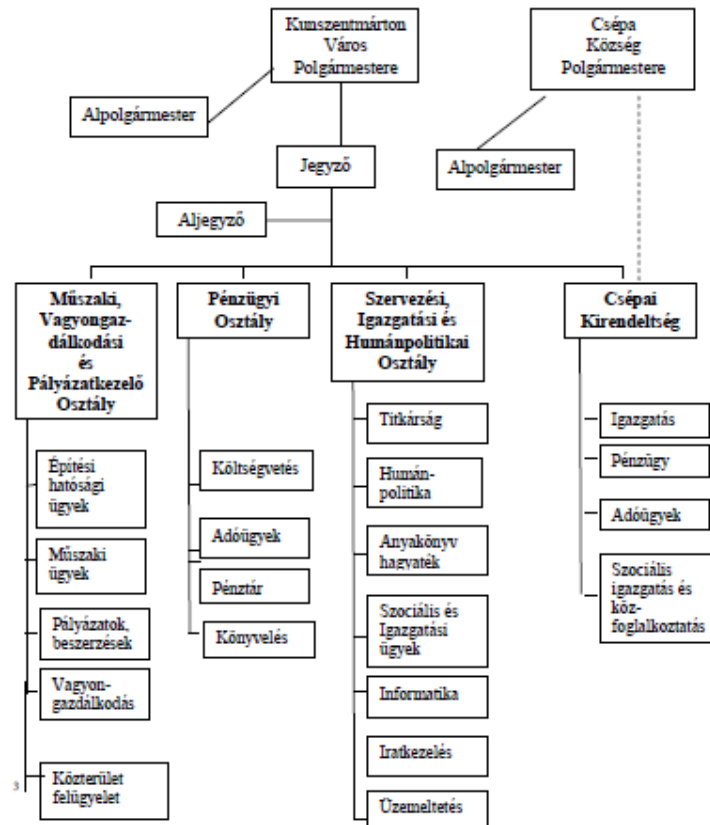 Kunszentmárton
Város
Polgármestere
Csépa
Község
Polgármestere
Alpolgármester
Alpolgármester
Jegyző
Aljegyző
Műszaki,
Vagyongaz-
dálkodási
és
Pályázatkezelő
Osztály
Pénzügyi
Osztály
Szervezési,
Igazgatási és
Humánpolitikai
Osztály
Csépai
Kirendeltség
Építési
hatósági
ügyek
Műszaki
ügyek
Pályázatok,
beszerzések
Vagyon-
gazdálkodás
Közterület
felügyelet
Költségvetés
Adóügyek
Pénztár
Könyvelés
Titkárság
Humán-
politika
Anyakönyv
hagyaték
Szociális és
Igazgatási
ügyek
Informatika
Iratkezelés
Üzemeltetés
Igazgatás
Pénzügy
Adóügyek
Szociális
igazgatás és
köz-
foglalkoztatás
3